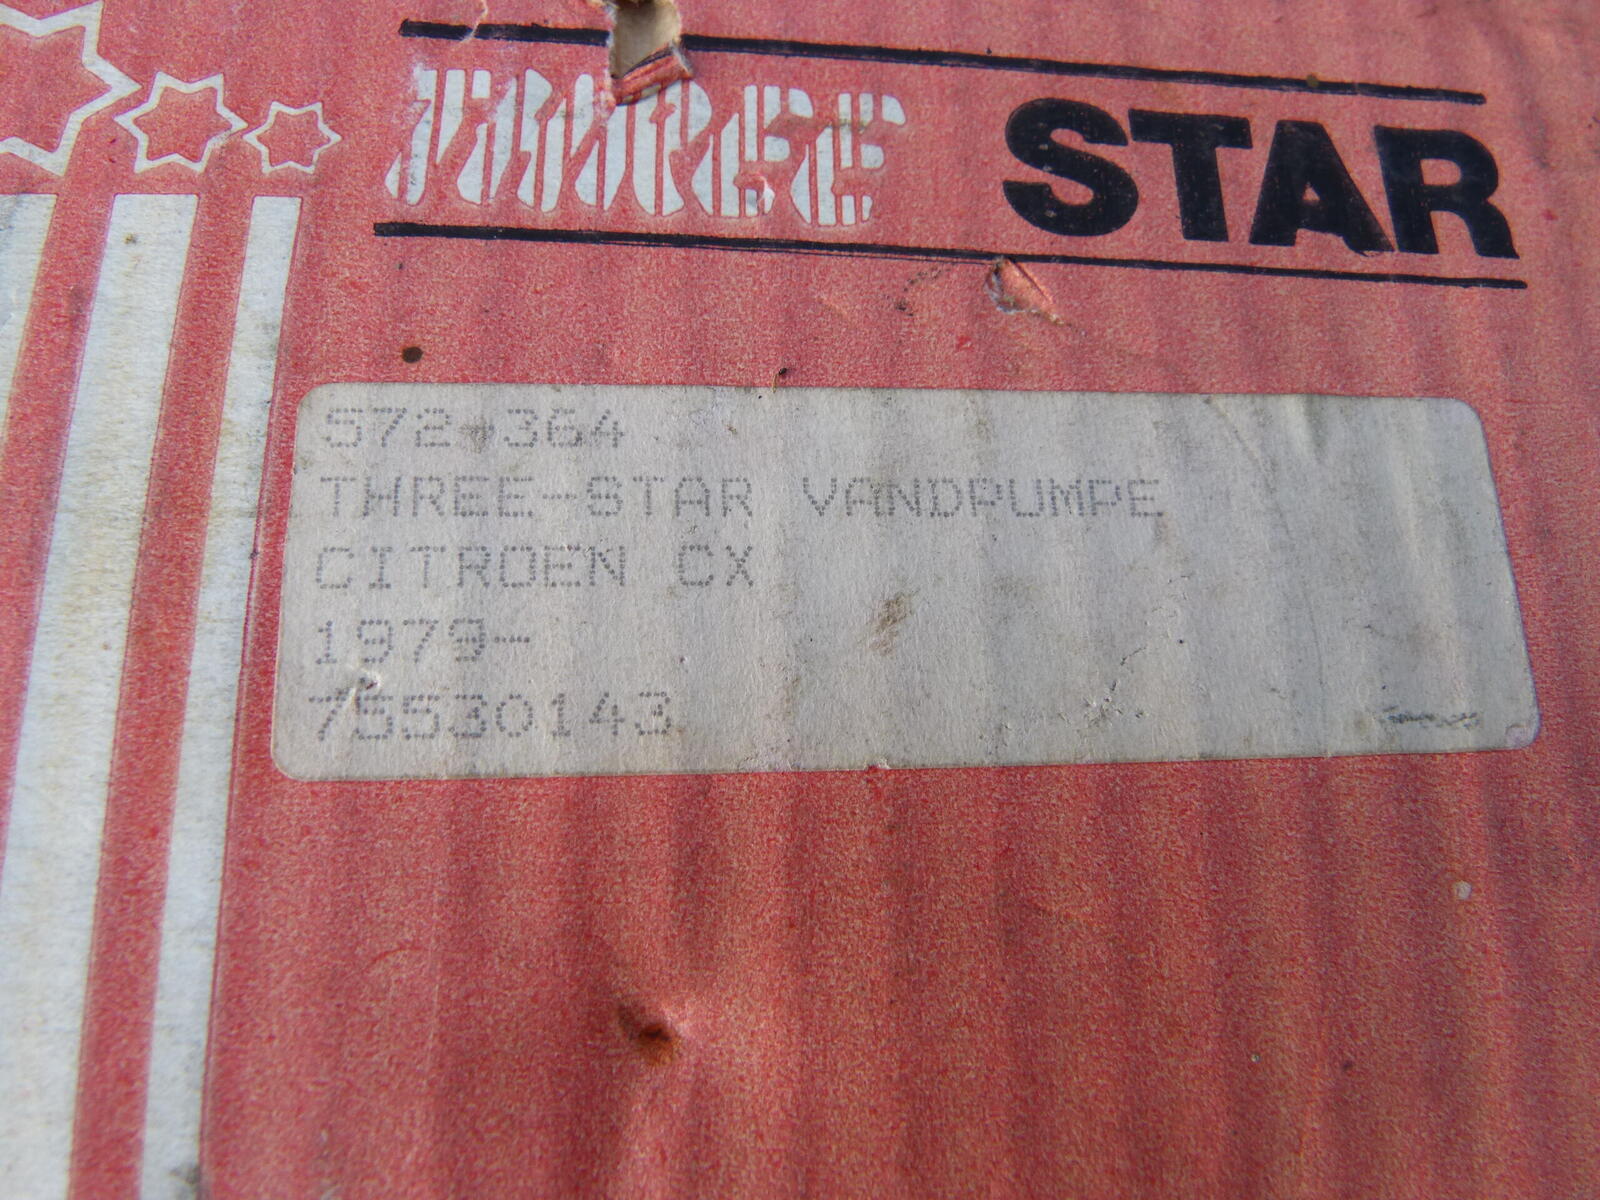 THREE STAR
572.364
THREE-STAR VANDPUMPE
CITROEN CX
1979-
75530143